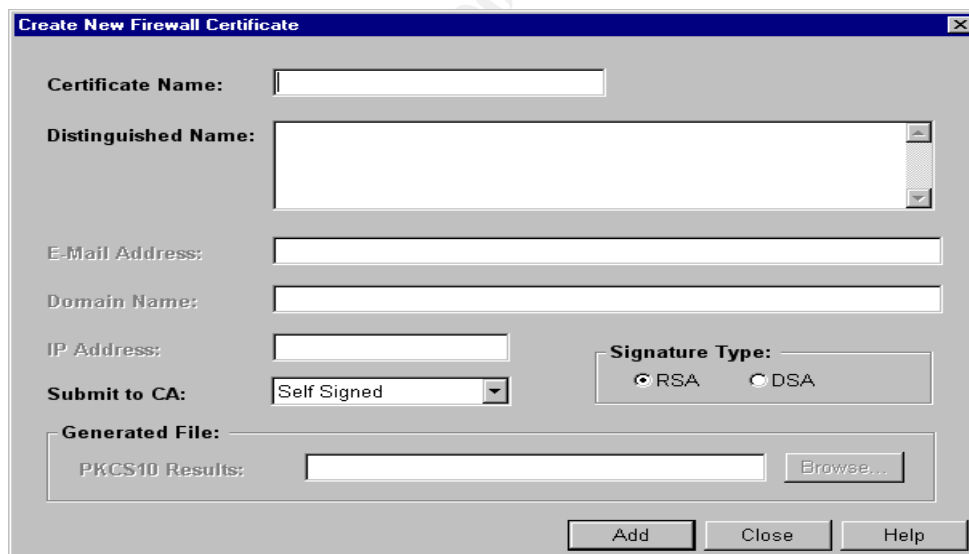 Create New Firewall Certificate
Certificate Name:
Distinguished Name:
E-Mail Address:
Domain Name:
IP Address:
Signature Type:
RSA DSA
Submit to CA: Self Signed
Generated File:
PKCS10 Results: Browse...
Add Close Help